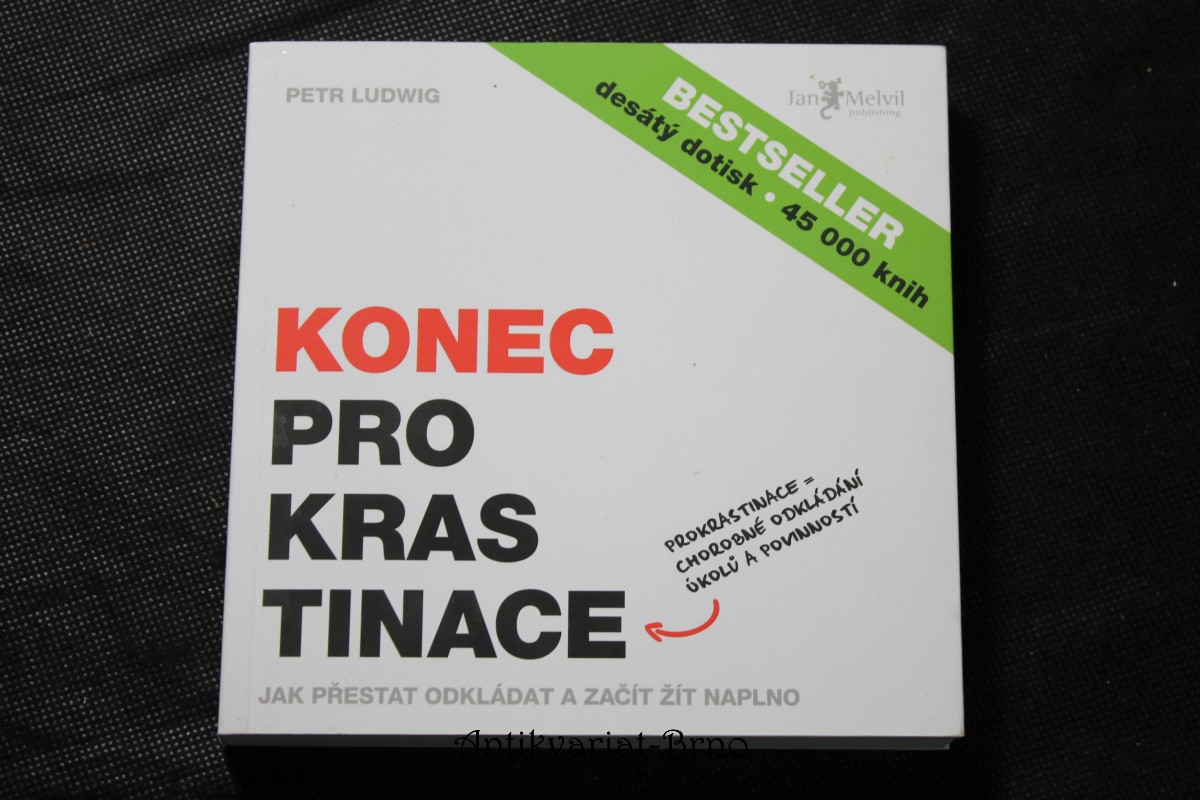 PETR LUDWIG
BESTSELLER
desátý dotisk • 45 000 knih
Jan Melvil
publishing
KONEC
PRO
KRAS
TINACE
PROKRASTINACE =
CHOROBNÉ ODKLÁDÁNÍ
ÚKOLŮ A POVINNOSTÍ
JAK PŘESTAT ODKLÁDAT A ZAČÍT ŽÍT NAPLNO
Antikvariat-Brno